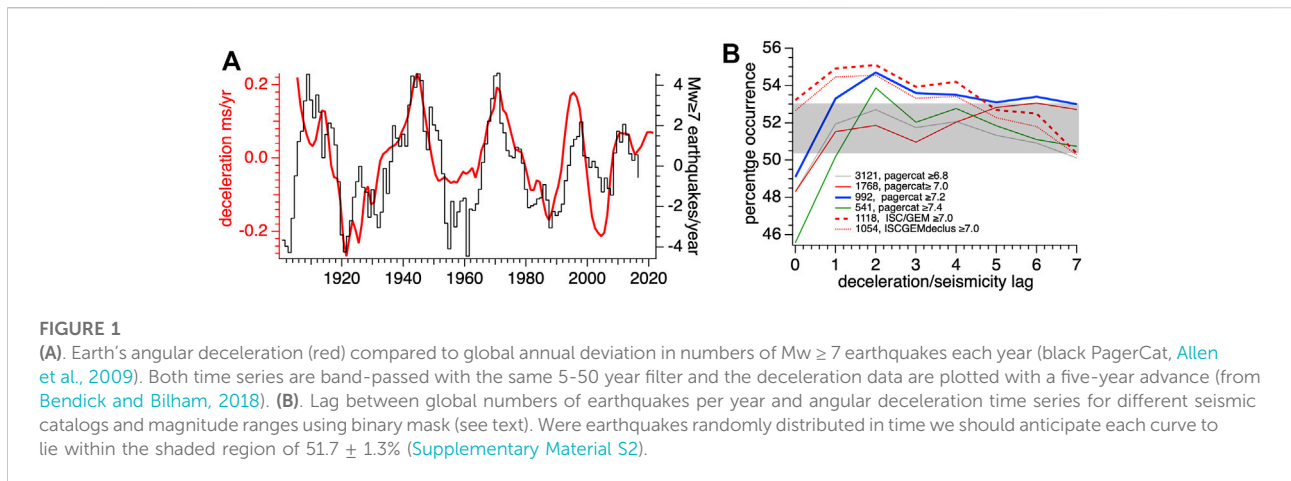 A
0.2
0.0
-0.2
deceleration ms/yr
4
2
0
-2
-4
Mw≥7 earthquakes/year
1920 1940 1960 1980 2000 2020
B
56
54
52
50
48
46
percentge occurrence
3121, pagercat ≥6.8
1768, pagercat≥ 7.0
992, pagercat ≥7.2
541, pagercat ≥7.4
1118, ISC/GEM ≥7.0
1054, ISCGEMdeclus ≥7.0
0 1 2 3 4 5 6 7
deceleration/seismicity lag
FIGURE 1
(A). Earth's angular deceleration (red) compared to global annual deviation in numbers of Mw ≥ 7 earthquakes each year (black PagerCat, Allen
et al., 2009). Both time series are band-passed with the same 5-50 year filter and the deceleration data are plotted with a five-year advance (from
Bendick and Bilham, 2018). (B). Lag between global numbers of earthquakes per year and angular deceleration time series for different seismic
catalogs and magnitude ranges using binary mask (see text). Were earthquakes randomly distributed in time we should anticipate each curve to
lie within the shaded region of 51.7 ± 1.3% (Supplementary Material S2).